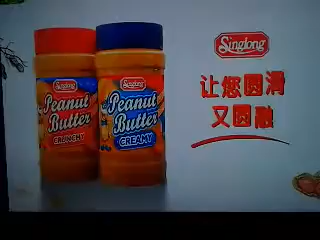 Singlong
Peanut
Butter
CRUNCHY
Singlong
Peanut
Butter
CREAMY
Singlong
让您圆滑
又圆融